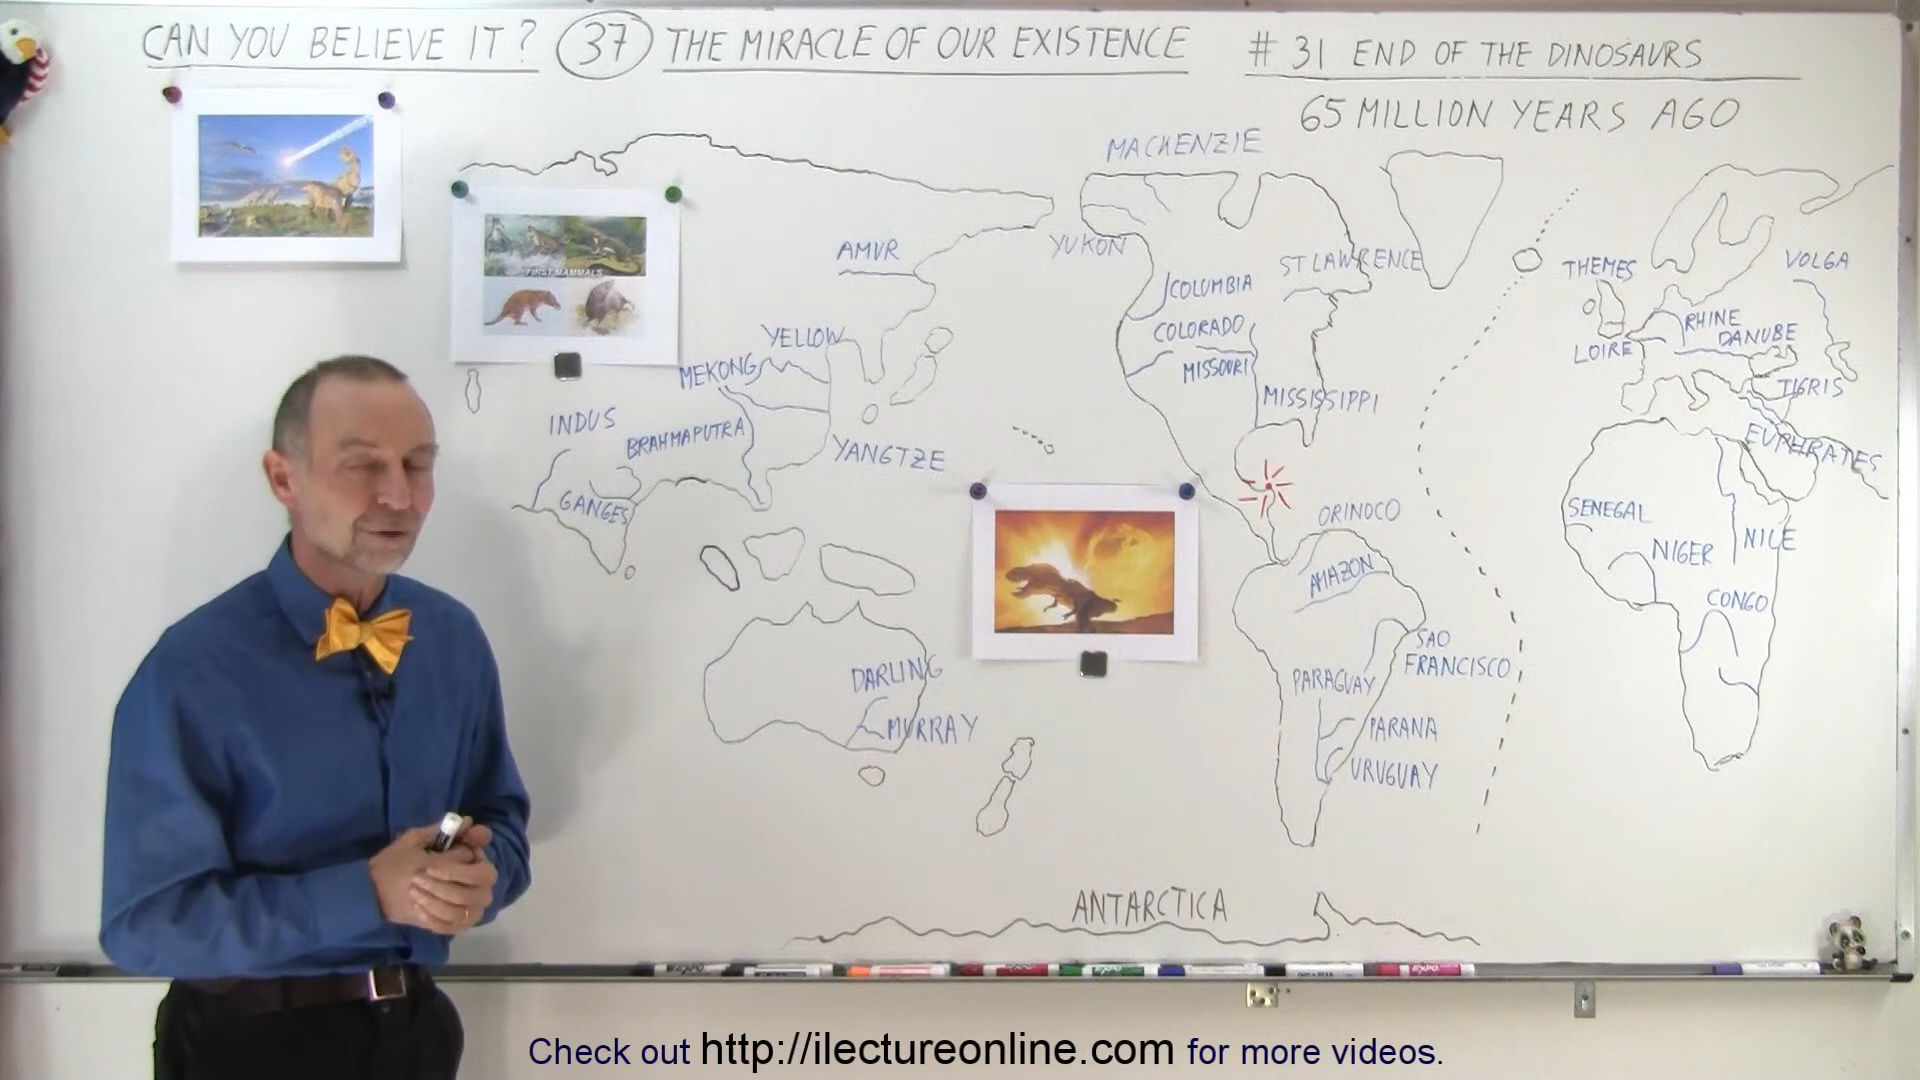 CAN YOU BELIEVE IT? 37 THE MIRACLE OF OUR EXISTENCE # 31 END OF THE DINOSAURS
65 MILLION YEARS AGO
MACKENZIE
AMUR
YUKON
ST LAWRENCE
THEMES
VOLGA
FIRST MAMMALS
COLUMBIA
YELLOW
COLORADO
RHINE
DANUBE
LOIRE
MEKONG
MISSOURI
TIGRIS
MISSISSIPPI
INDUS
BRAHMAPUTRA
YANGTZE
EUPHRATES
GANGES
ORINOCO
SENEGAL
NIGER
NILE
AMAZON
CONGO
SAO
FRANCISCO
DARLING
PARAGUAY
MURRAY
PARANA
URUGUAY
ANTARCTICA
Check out http://ilectureonline.com for more videos.